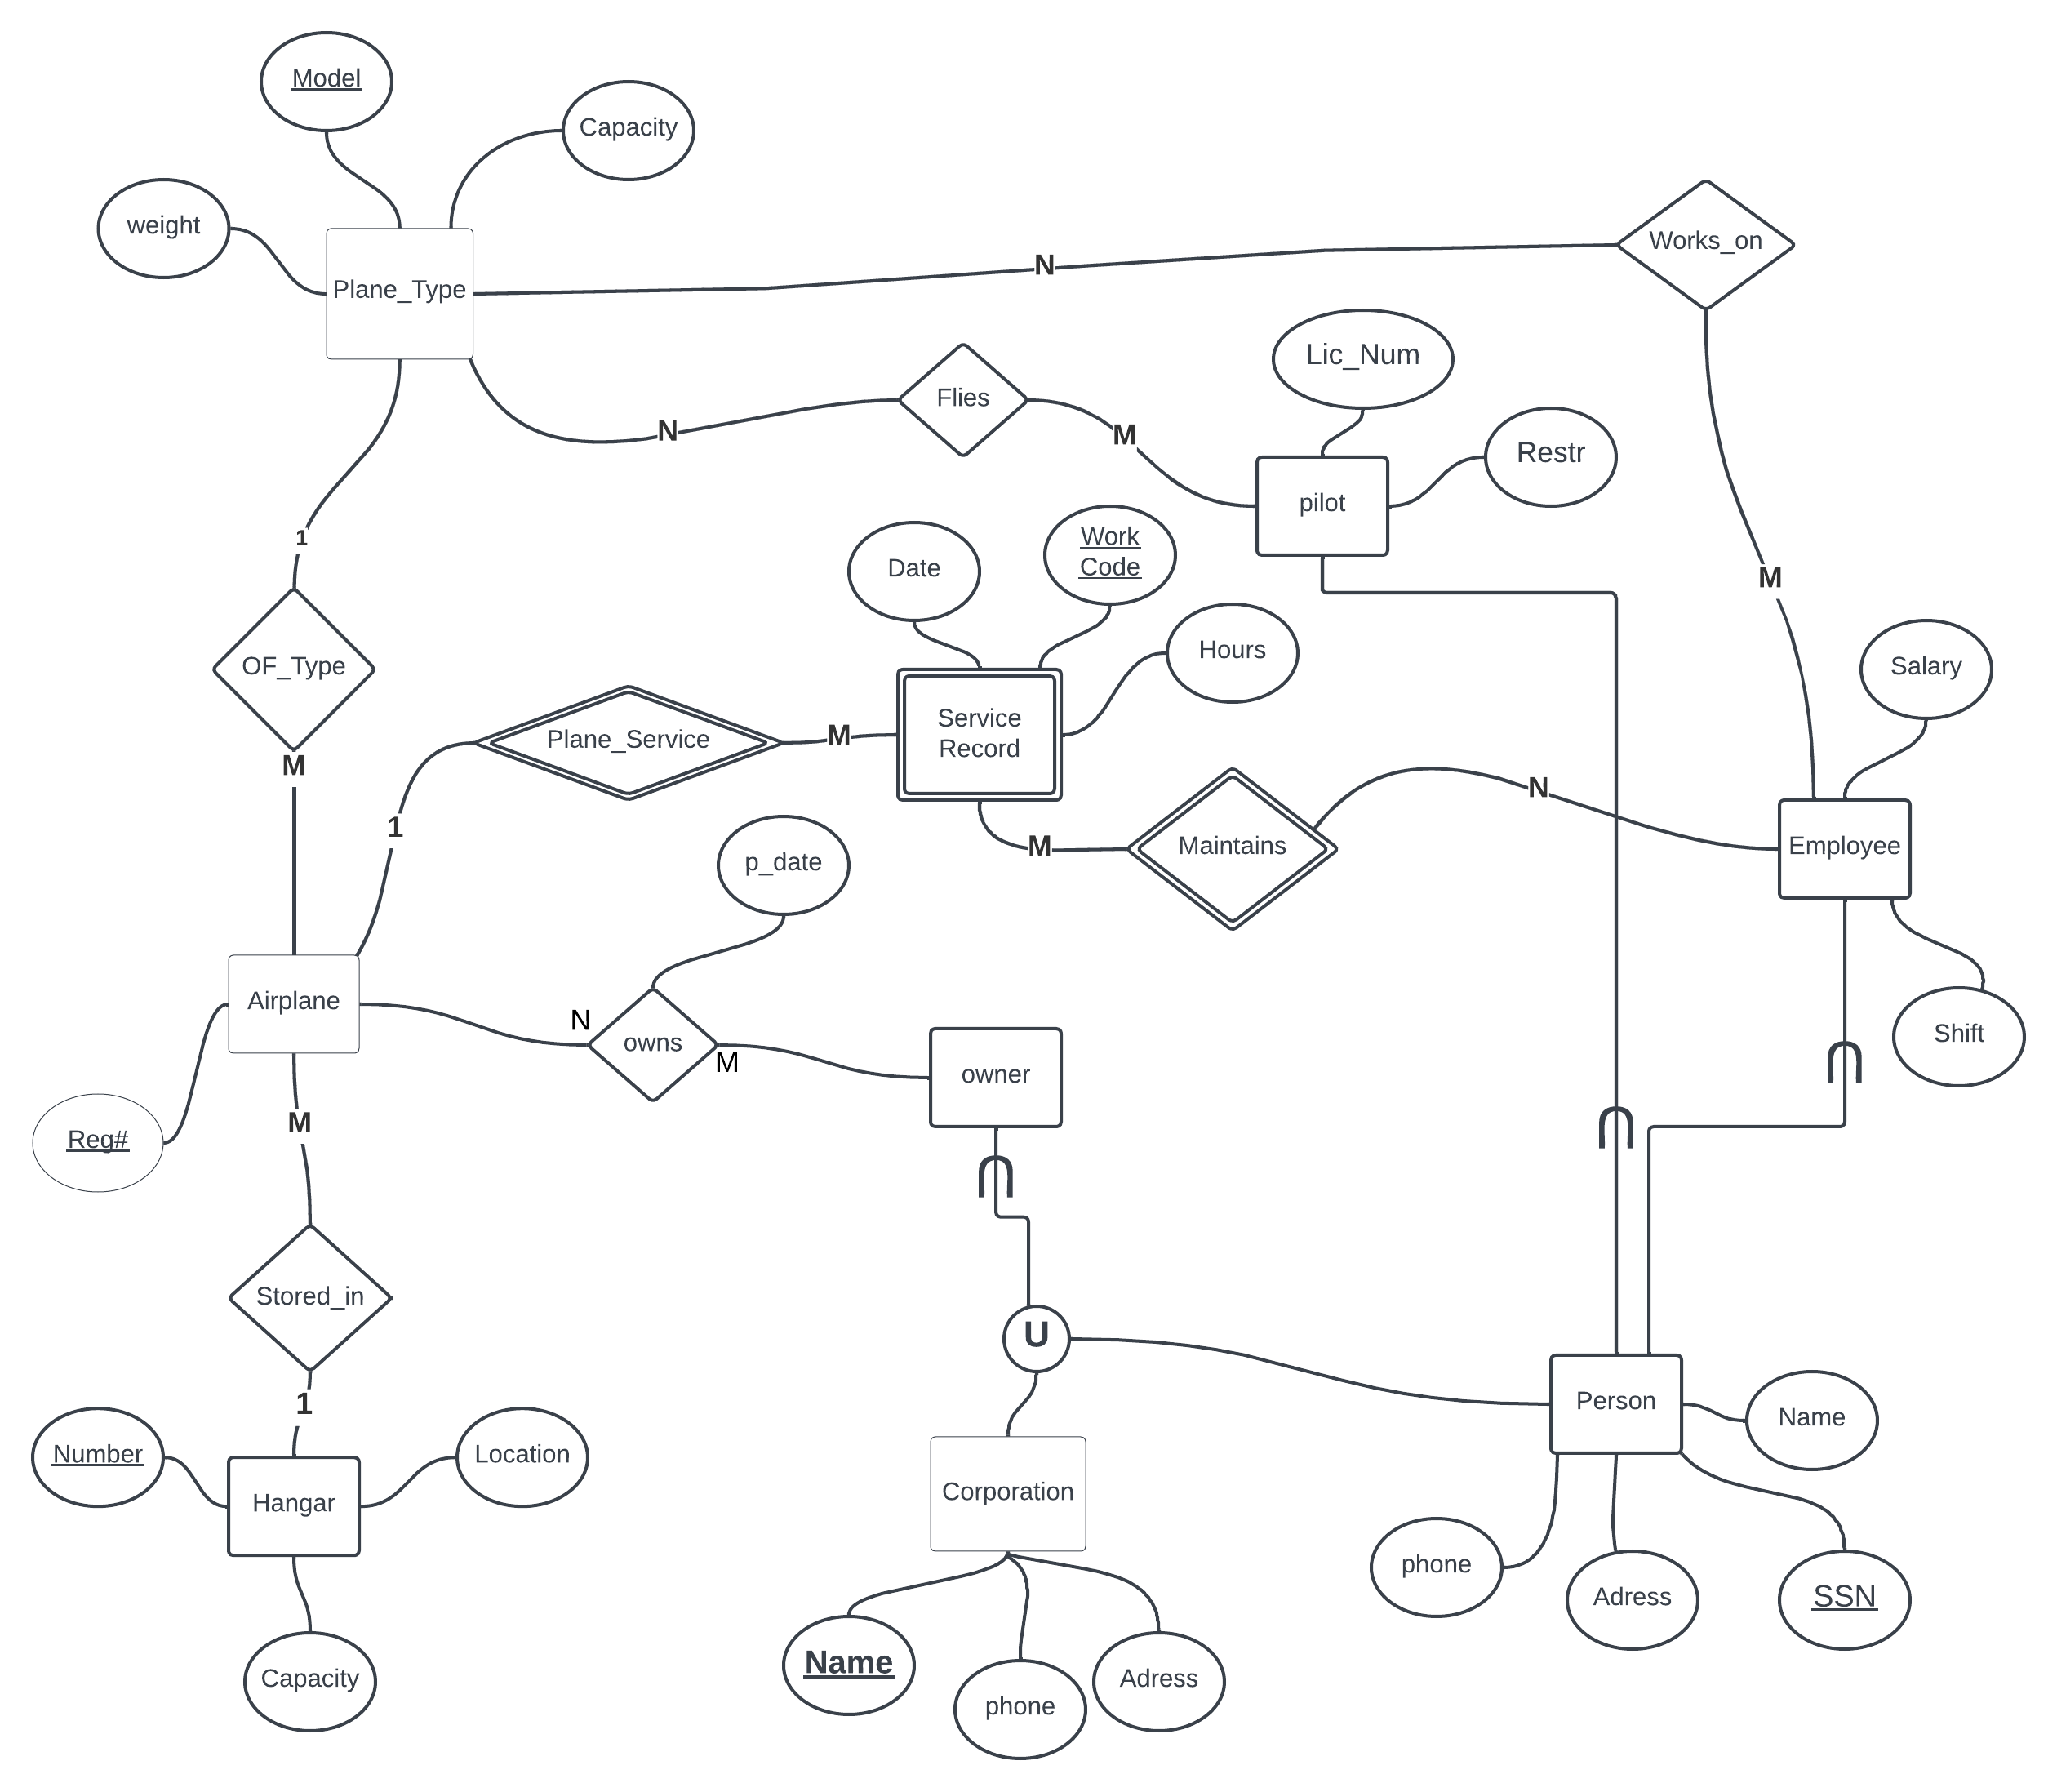 Model
Capacity
weight
Works_on
N
Plane_Type
Lic_Num
Flies
N
M
Restr
pilot
1
Work
Code
Date
M
Hours
OF_Type
Salary
Service
Record
Plane_Service
M
M
N
1
M
Maintains
Employee
p_date
Airplane
N
owns
M
owner
Shift
⋂
⋂
M
Reg#
⋂
Stored_in
U
1
Person
Name
Number
Location
Hangar
Corporation
phone
Adress
SSN
Name
Capacity
phone
Adress